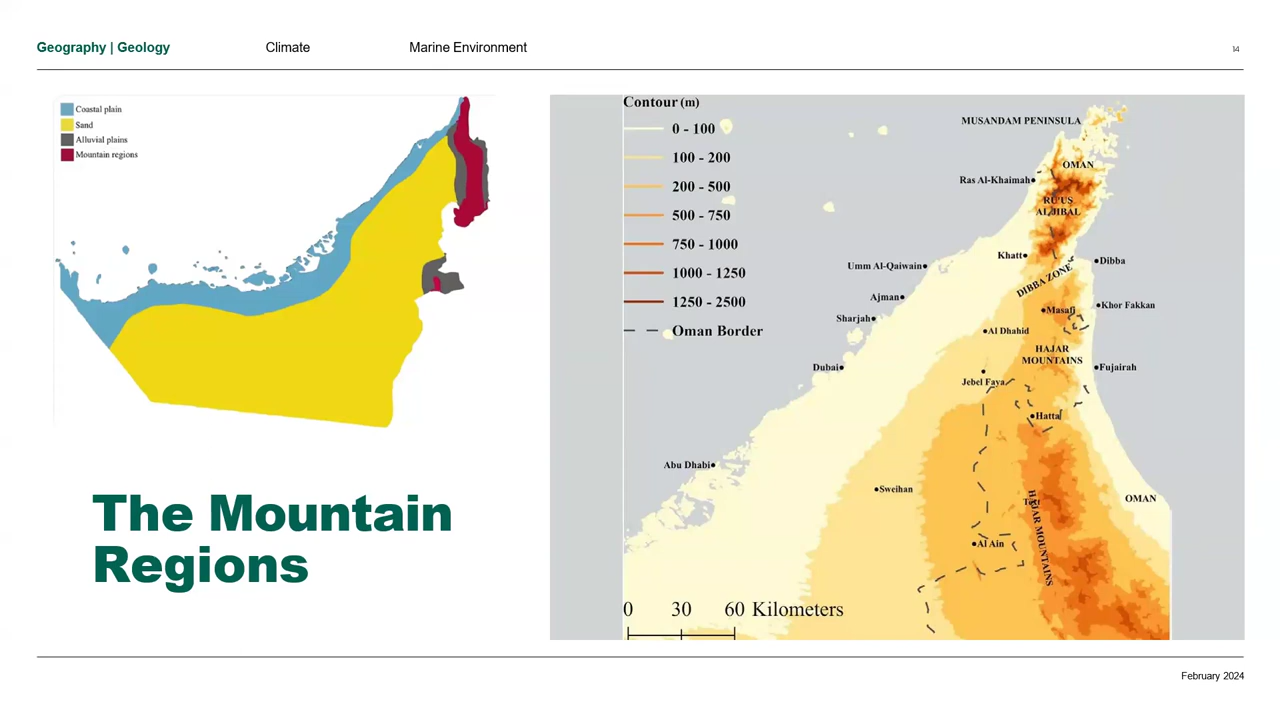 Geography | Geology
Climate
Marine Environment
14
Coastal plain
Sand
Alluvial plains
Mountain regions
The Mountain
Regions
Contour (m)
0 - 100
100 - 200
200 - 500
500 - 750
750 - 1000
1000 - 1250
1250 - 2500
Oman Border
MUSANDAM PENINSULA
OMAN
Ras Al-Khaimah
RU'US
AL JIBAL
Khatt
Dibba
DIBBA ZONE
Umm Al-Qaiwain
Ajman
Sharjah
Masafi
Khor Fakkan
Al Dhahid
HAJAR
MOUNTAINS
Dubai
Fujairah
Jebel Faya
Hatta
Abu Dhabi
Sweihan
OMAN
HAJAR MOUNTAINS
Al Ain
0 30 60 Kilometers
February 2024